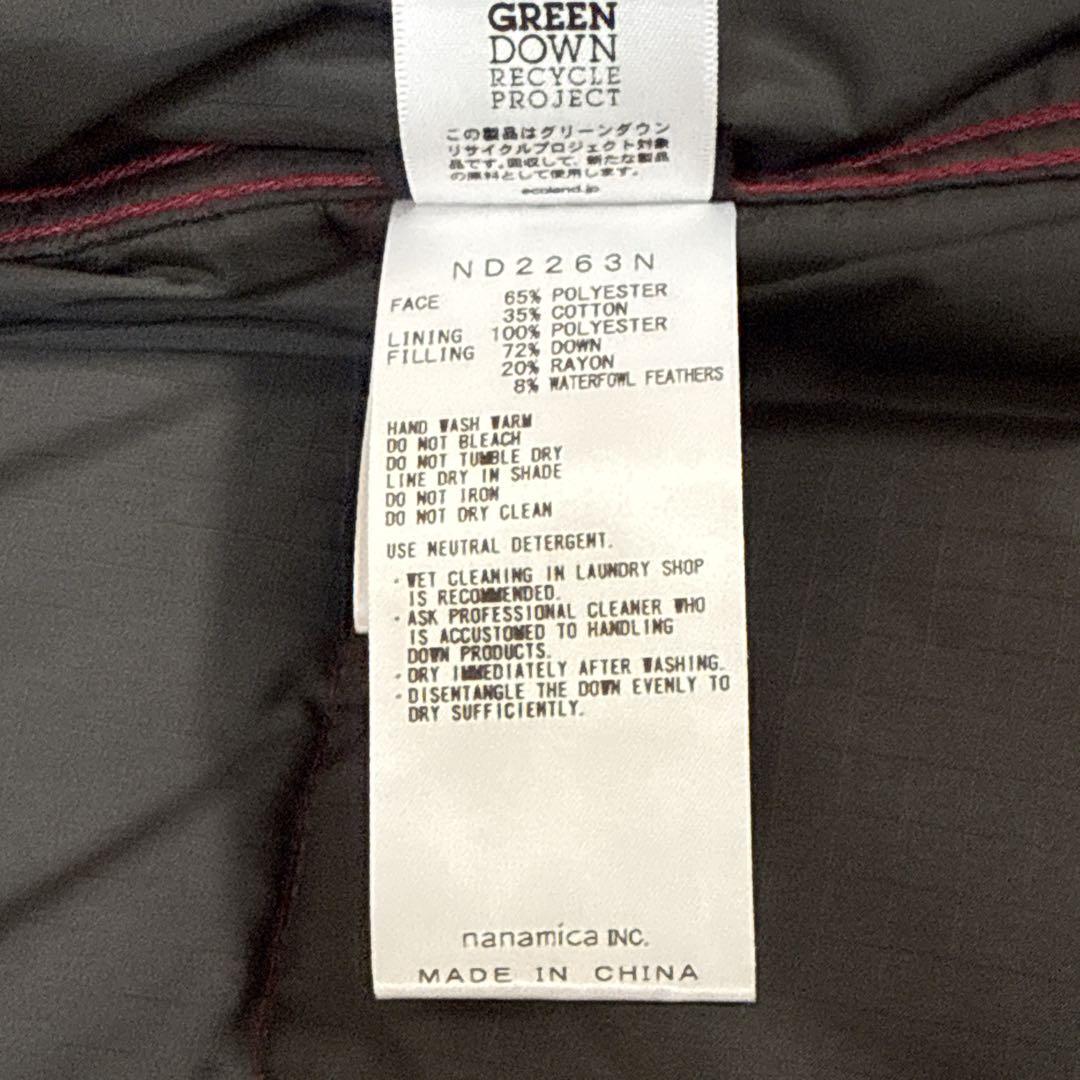 GREEN
DOWN
RECYCLE
PROJECT
この製品はグリーンダウン
リサイクルプロジェクト対象
品です。回収して、新たな製品
の原料として使用します。
ecolend.jp
ND2263N
FACE 65% POLYESTER
35% COTTON
LINING 100% POLYESTER
FILLING 72% DOWN
20% RAYON
8% WATERFOWL FEATHERS
HAND WASH WARM
DO NOT BLEACH
DO NOT TUMBLE DRY
LINE DRY IN SHADE
DO NOT IRON
DO NOT DRY CLEAN
USE NEUTRAL DETERGENT.
・WET CLEANING IN LAUNDRY SHOP
IS RECOMMENDED.
・ASK PROFESSIONAL CLEANER WHO
IS ACCUSTOMED TO HANDLING
DOWN PRODUCTS.
・DRY IMMEDIATELY AFTER WASHING.
・DISENTANGLE THE DOWN EVENLY TO
DRY SUFFICIENTLY.
nanamica INC.
MADE IN CHINA